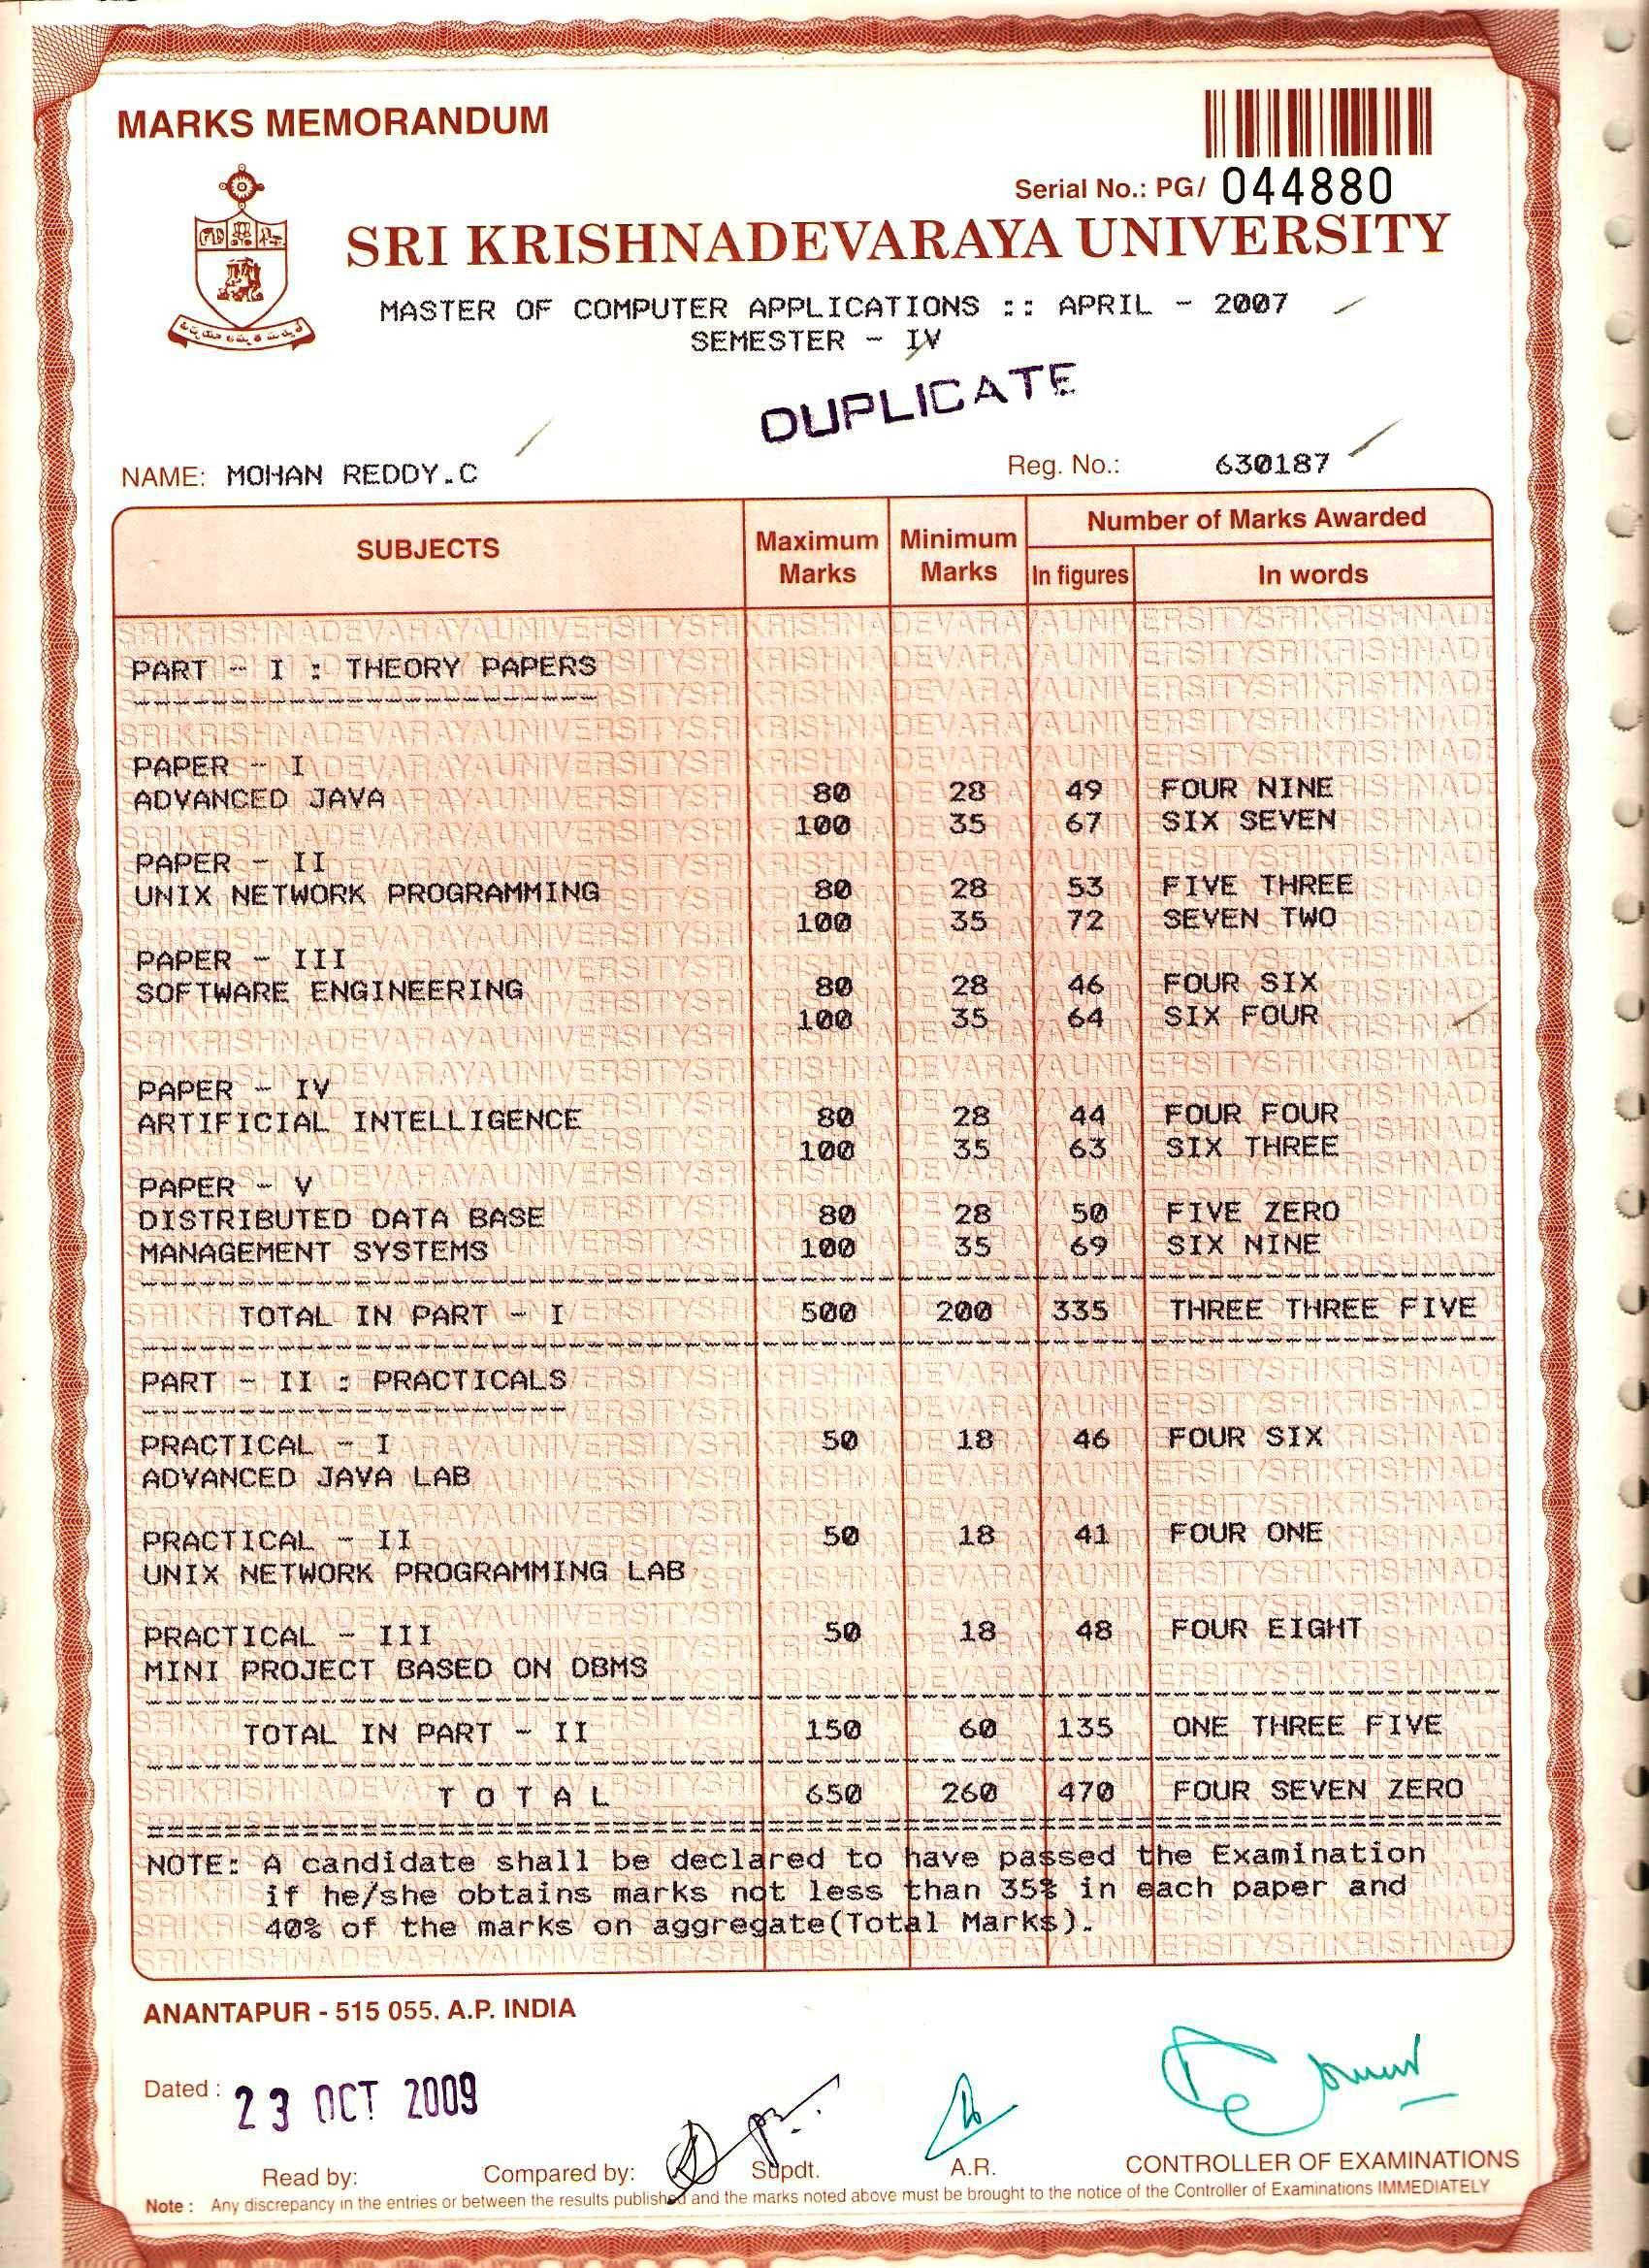 MARKS MEMORANDUM
Serial No.: PG/ 044880
SRI KRISHNADEVARAYA UNIVERSITY
MASTER OF COMPUTER APPLICATIONS :: APRIL - 2007
SEMESTER - IV
DUPLICATE
NAME: MOHAN REDDY.C Reg. No.: 630187
SUBJECTS Maximum Marks Minimum Marks Number of Marks Awarded
In figures In words
PART - I : THEORY PAPERS
PAPER - I
ADVANCED JAVA 80 28 49 FOUR NINE
100 35 67 SIX SEVEN
PAPER - II
UNIX NETWORK PROGRAMMING 80 28 53 FIVE THREE
100 35 72 SEVEN TWO
PAPER - III
SOFTWARE ENGINEERING 80 28 46 FOUR SIX
100 35 64 SIX FOUR
PAPER - IV
ARTIFICIAL INTELLIGENCE 80 28 44 FOUR FOUR
100 35 63 SIX THREE
PAPER - V
DISTRIBUTED DATA BASE 80 28 50 FIVE ZERO
MANAGEMENT SYSTEMS 100 35 69 SIX NINE
TOTAL IN PART - I 500 200 335 THREE THREE FIVE
PART - II : PRACTICALS
PRACTICAL - I 50 18 46 FOUR SIX
ADVANCED JAVA LAB
PRACTICAL - II 50 18 41 FOUR ONE
UNIX NETWORK PROGRAMMING LAB
PRACTICAL - III 50 18 48 FOUR EIGHT
MINI PROJECT BASED ON DBMS
TOTAL IN PART - II 150 60 135 ONE THREE FIVE
T O T A L 650 260 470 FOUR SEVEN ZERO
NOTE: A candidate shall be declared to have passed the Examination
if he/she obtains marks not less than 35% in each paper and
40% of the marks on aggregate(Total Marks).
ANANTAPUR - 515 055. A.P. INDIA
Dated : 23 OCT 2009
Read by: Compared by: Supdt. A.R. CONTROLLER OF EXAMINATIONS
Note : Any discrepancy in the entries or between the results published and the marks noted above must be brought to the notice of the Controller of Examinations IMMEDIATELY